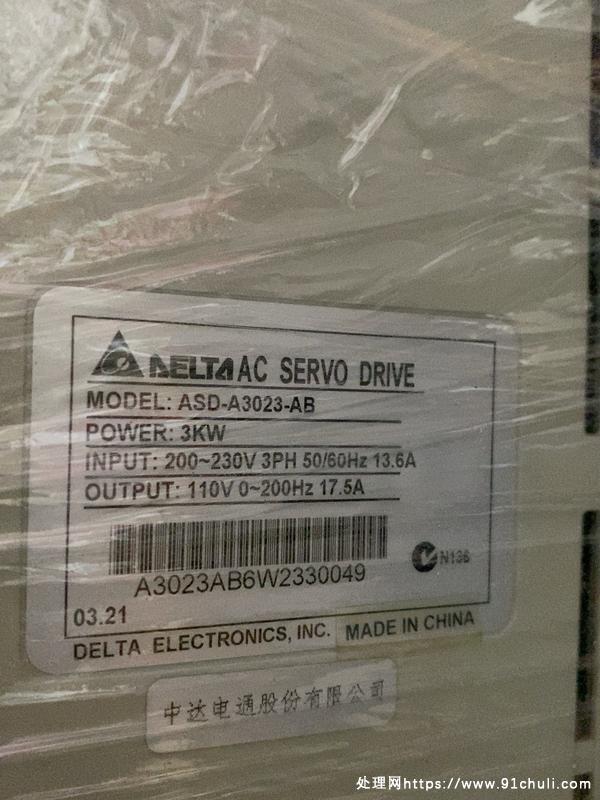 DELTA AC SERVO DRIVE
MODEL: ASD-A3023-AB
POWER: 3KW
INPUT: 200~230V 3PH 50/60Hz 13.6A
OUTPUT: 110V 0~200Hz 17.5A
A3023AB6W2330049
N136
03.21
DELTA ELECTRONICS, INC. MADE IN CHINA
中达电通股份有限公司
处理网https://www.91chuli.com